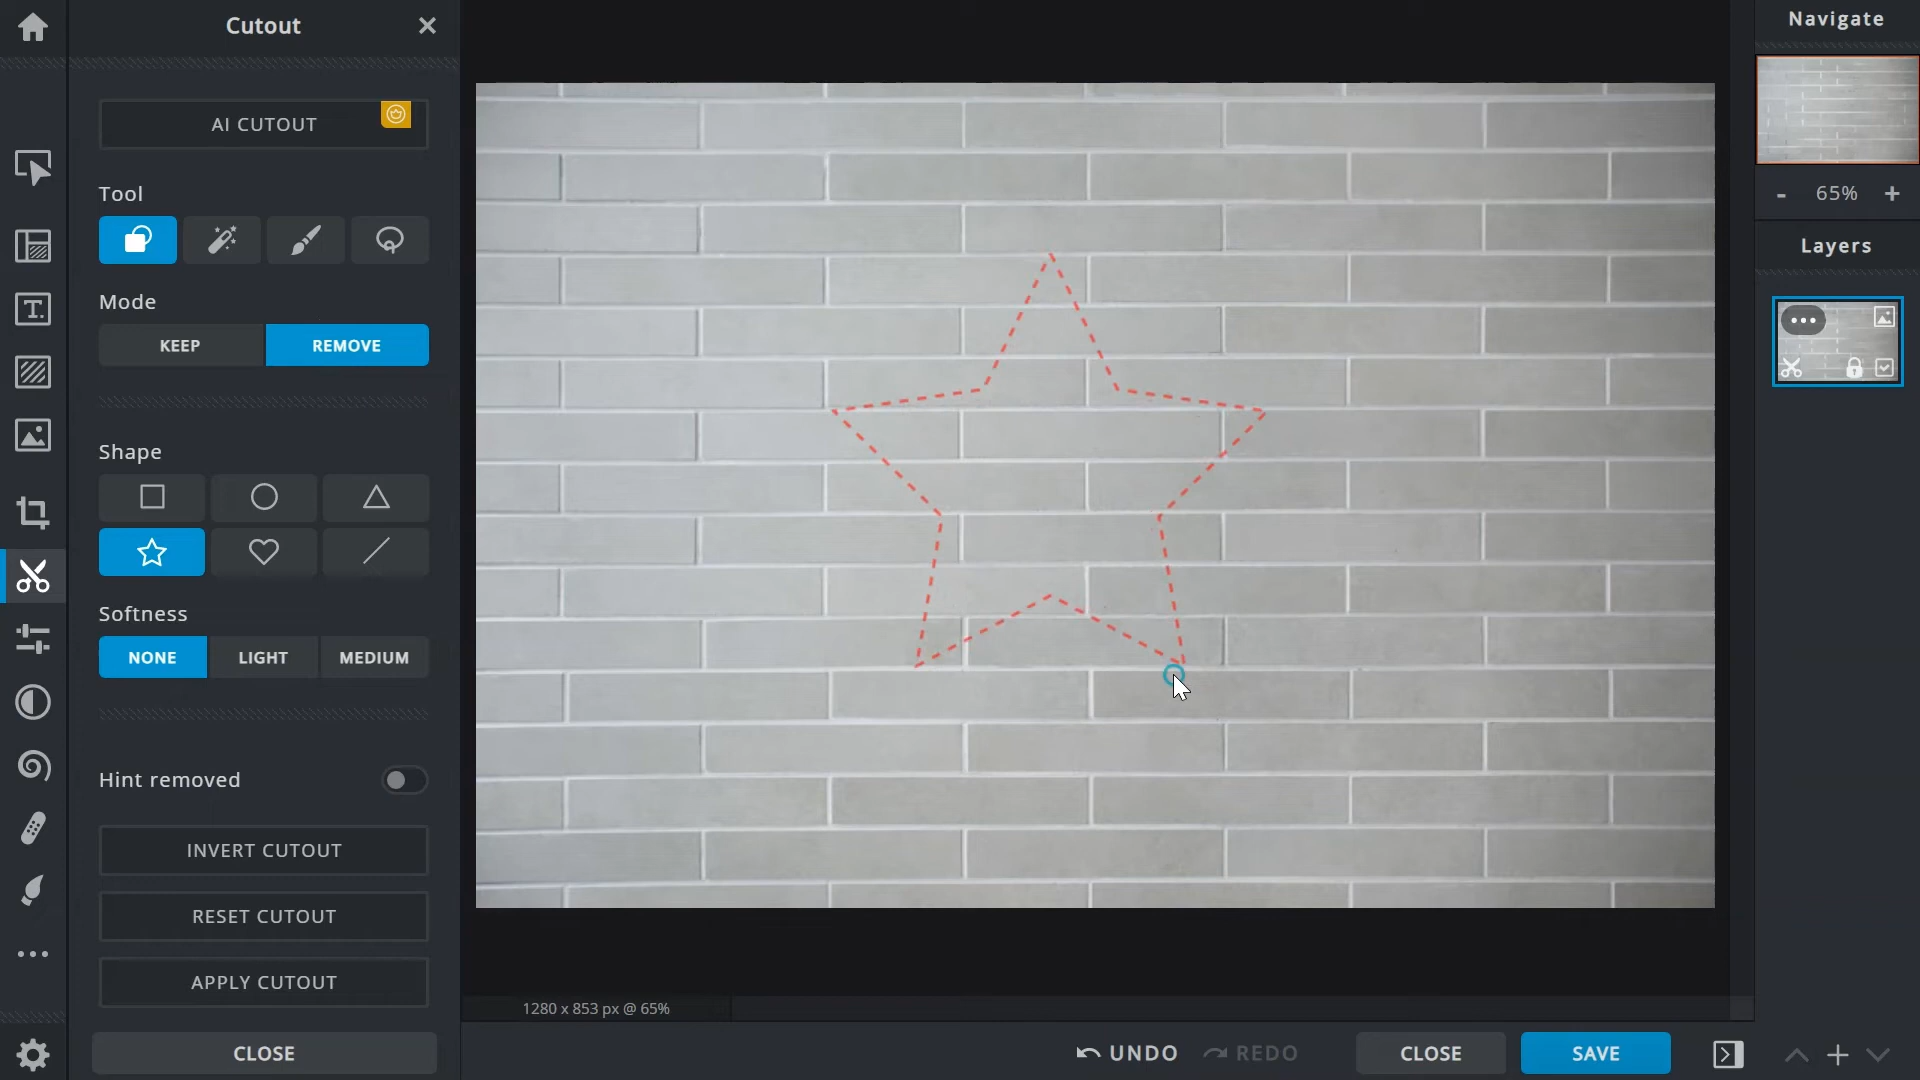 Cutout
AI CUTOUT
Tool
Mode
KEEP REMOVE
Shape
Softness
NONE LIGHT MEDIUM
Hint removed
INVERT CUTOUT
RESET CUTOUT
APPLY CUTOUT
CLOSE
1280 x 853 px @ 65%
UNDO REDO CLOSE SAVE
Navigate
- 65% +
Layers